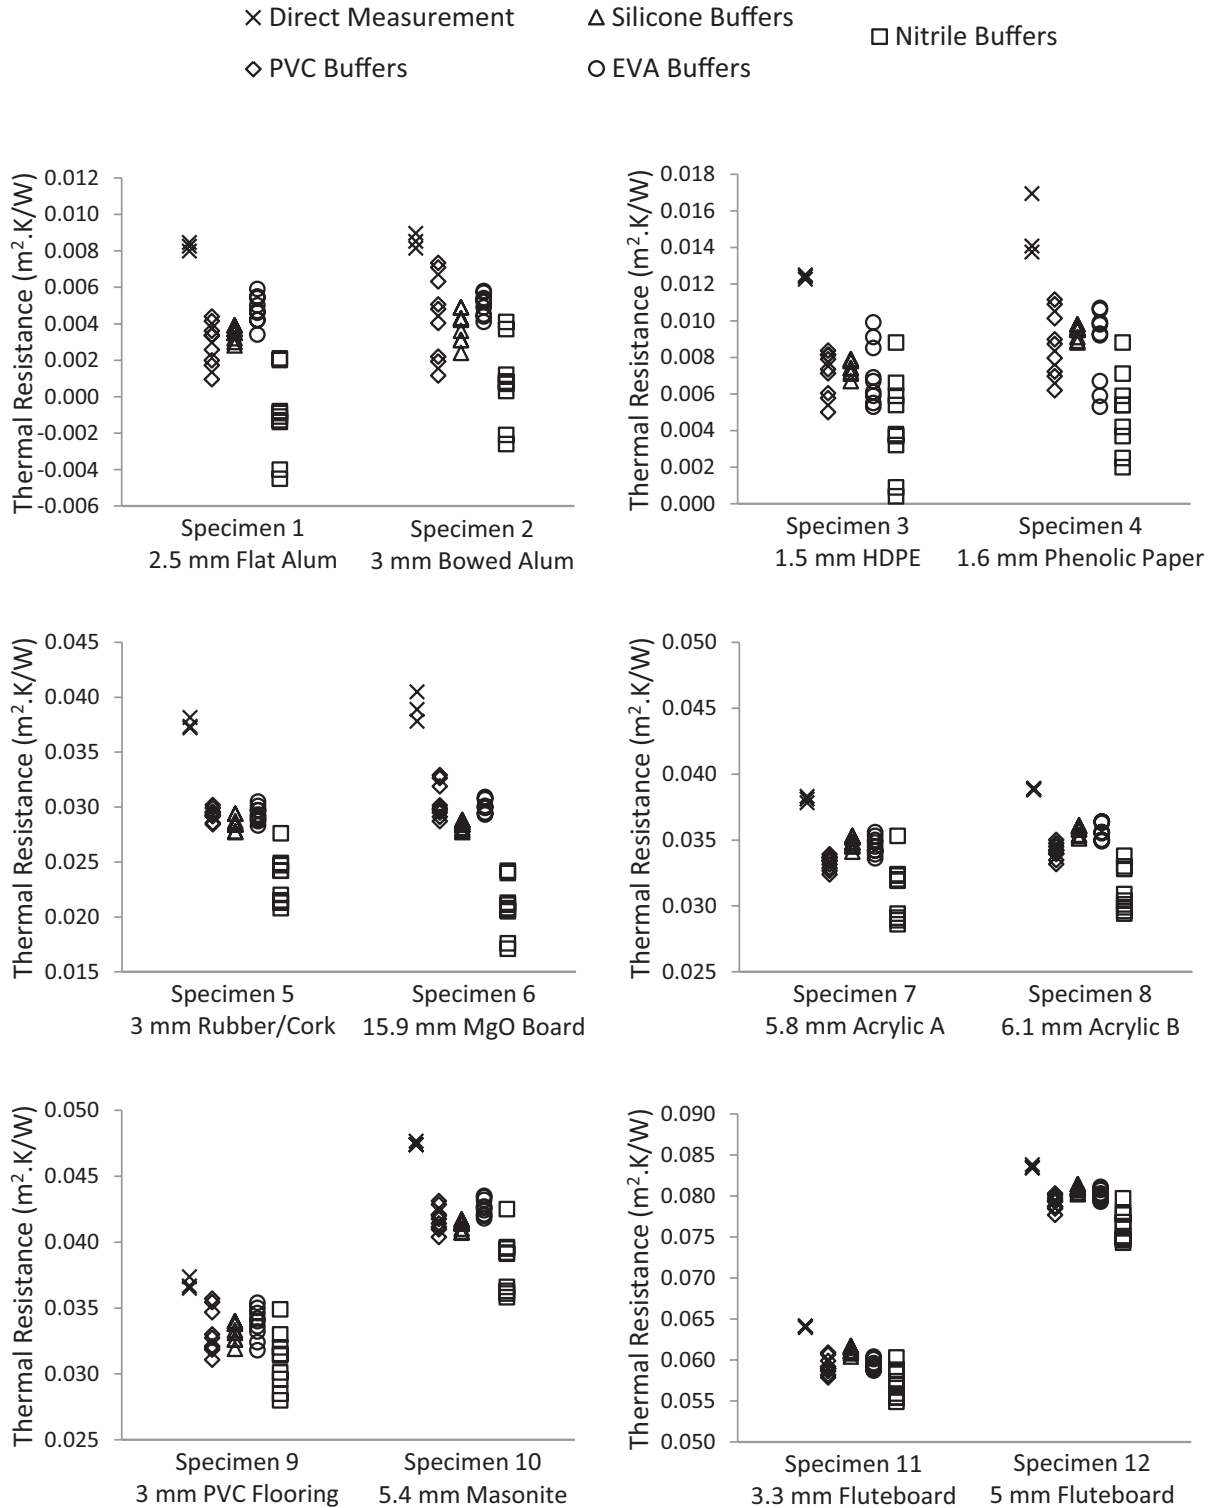 Direct Measurement
Silicone Buffers
Nitrile Buffers
PVC Buffers
EVA Buffers
Thermal Resistance (m².K/W)
0.012
0.010
0.008
0.006
0.004
0.002
0.000
-0.002
-0.004
-0.006
Specimen 1
2.5 mm Flat Alum
Specimen 2
3 mm Bowed Alum
Thermal Resistance (m².K/W)
0.018
0.016
0.014
0.012
0.010
0.008
0.006
0.004
0.002
0.000
Specimen 3
1.5 mm HDPE
Specimen 4
1.6 mm Phenolic Paper
Thermal Resistance (m².K/W)
0.045
0.040
0.035
0.030
0.025
0.020
0.015
Specimen 5
3 mm Rubber/Cork
Specimen 6
15.9 mm MgO Board
Thermal Resistance (m².K/W)
0.050
0.045
0.040
0.035
0.030
0.025
Specimen 7
5.8 mm Acrylic A
Specimen 8
6.1 mm Acrylic B
Thermal Resistance (m².K/W)
0.050
0.045
0.040
0.035
0.030
0.025
Specimen 9
3 mm PVC Flooring
Specimen 10
5.4 mm Masonite
Thermal Resistance (m².K/W)
0.090
0.085
0.080
0.075
0.070
0.065
0.060
0.055
0.050
Specimen 11
3.3 mm Fluteboard
Specimen 12
5 mm Fluteboard